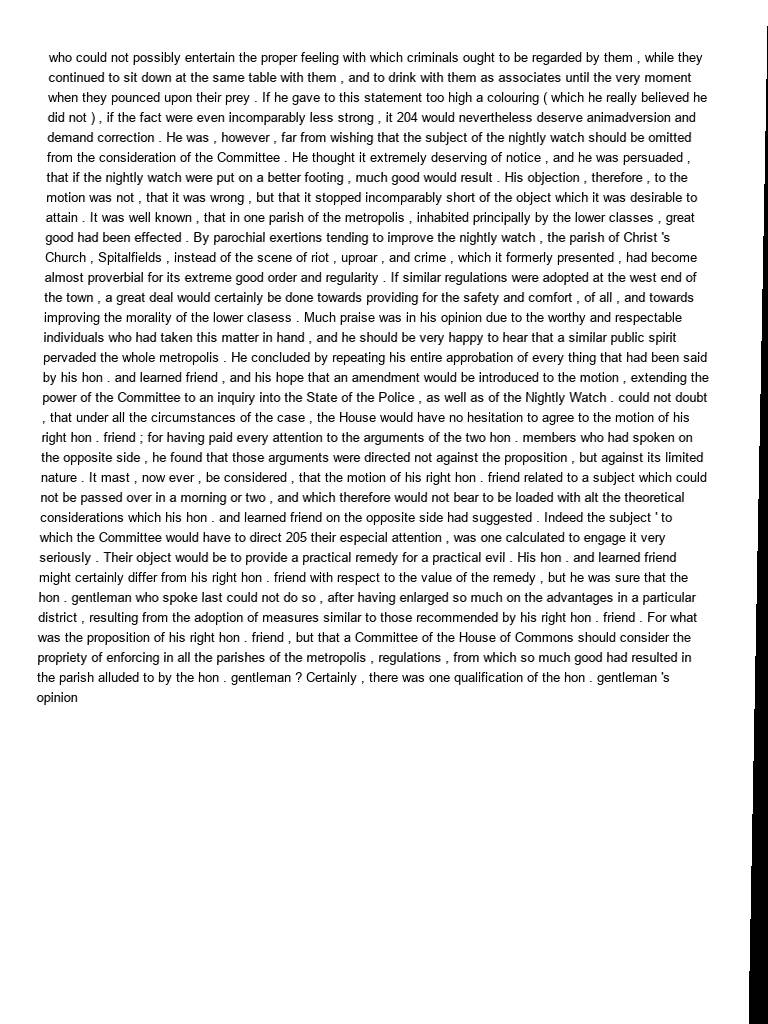 who could not possibly entertain the proper feeling with which criminals ought to be regarded by them , while they
continued to sit down at the same table with them , and to drink with them as associates until the very moment
when they pounced upon their prey . If he gave to this statement too high a colouring ( which he really believed he
did not ) , if the fact were even incomparably less strong , it 204 would nevertheless deserve animadversion and
demand correction . He was , however , far from wishing that the subject of the nightly watch should be omitted
from the consideration of the Committee . He thought it extremely deserving of notice , and he was persuaded ,
that if the nightly watch were put on a better footing , much good would result . His objection , therefore , to the
motion was not , that it was wrong , but that it stopped incomparably short of the object which it was desirable to
attain . It was well known , that in one parish of the metropolis , inhabited principally by the lower classes , great
good had been effected . By parochial exertions tending to improve the nightly watch , the parish of Christ 's
Church , Spitalfields , instead of the scene of riot , uproar , and crime , which it formerly presented , had become
almost proverbial for its extreme good order and regularity . If similar regulations were adopted at the west end of
the town , a great deal would certainly be done towards providing for the safety and comfort , of all , and towards
improving the morality of the lower clasess . Much praise was in his opinion due to the worthy and respectable
individuals who had taken this matter in hand , and he should be very happy to hear that a similar public spirit
pervaded the whole metropolis . He concluded by repeating his entire approbation of every thing that had been said
by his hon . and learned friend , and his hope that an amendment would be introduced to the motion , extending the
power of the Committee to an inquiry into the State of the Police , as well as of the Nightly Watch . could not doubt
, that under all the circumstances of the case , the House would have no hesitation to agree to the motion of his
right hon . friend ; for having paid every attention to the arguments of the two hon . members who had spoken on
the opposite side , he found that those arguments were directed not against the proposition , but against its limited
nature . It mast , now ever , be considered , that the motion of his right hon . friend related to a subject which could
not be passed over in a morning or two , and which therefore would not bear to be loaded with alt the theoretical
considerations which his hon . and learned friend on the opposite side had suggested . Indeed the subject ' to
which the Committee would have to direct 205 their especial attention , was one calculated to engage it very
seriously . Their object would be to provide a practical remedy for a practical evil . His hon . and learned friend
might certainly differ from his right hon . friend with respect to the value of the remedy , but he was sure that the
hon . gentleman who spoke last could not do so , after having enlarged so much on the advantages in a particular
district , resulting from the adoption of measures similar to those recommended by his right hon . friend . For what
was the proposition of his right hon . friend , but that a Committee of the House of Commons should consider the
propriety of enforcing in all the parishes of the metropolis , regulations , from which so much good had resulted in
the parish alluded to by the hon . gentleman ? Certainly , there was one qualification of the hon . gentleman 's
opinion